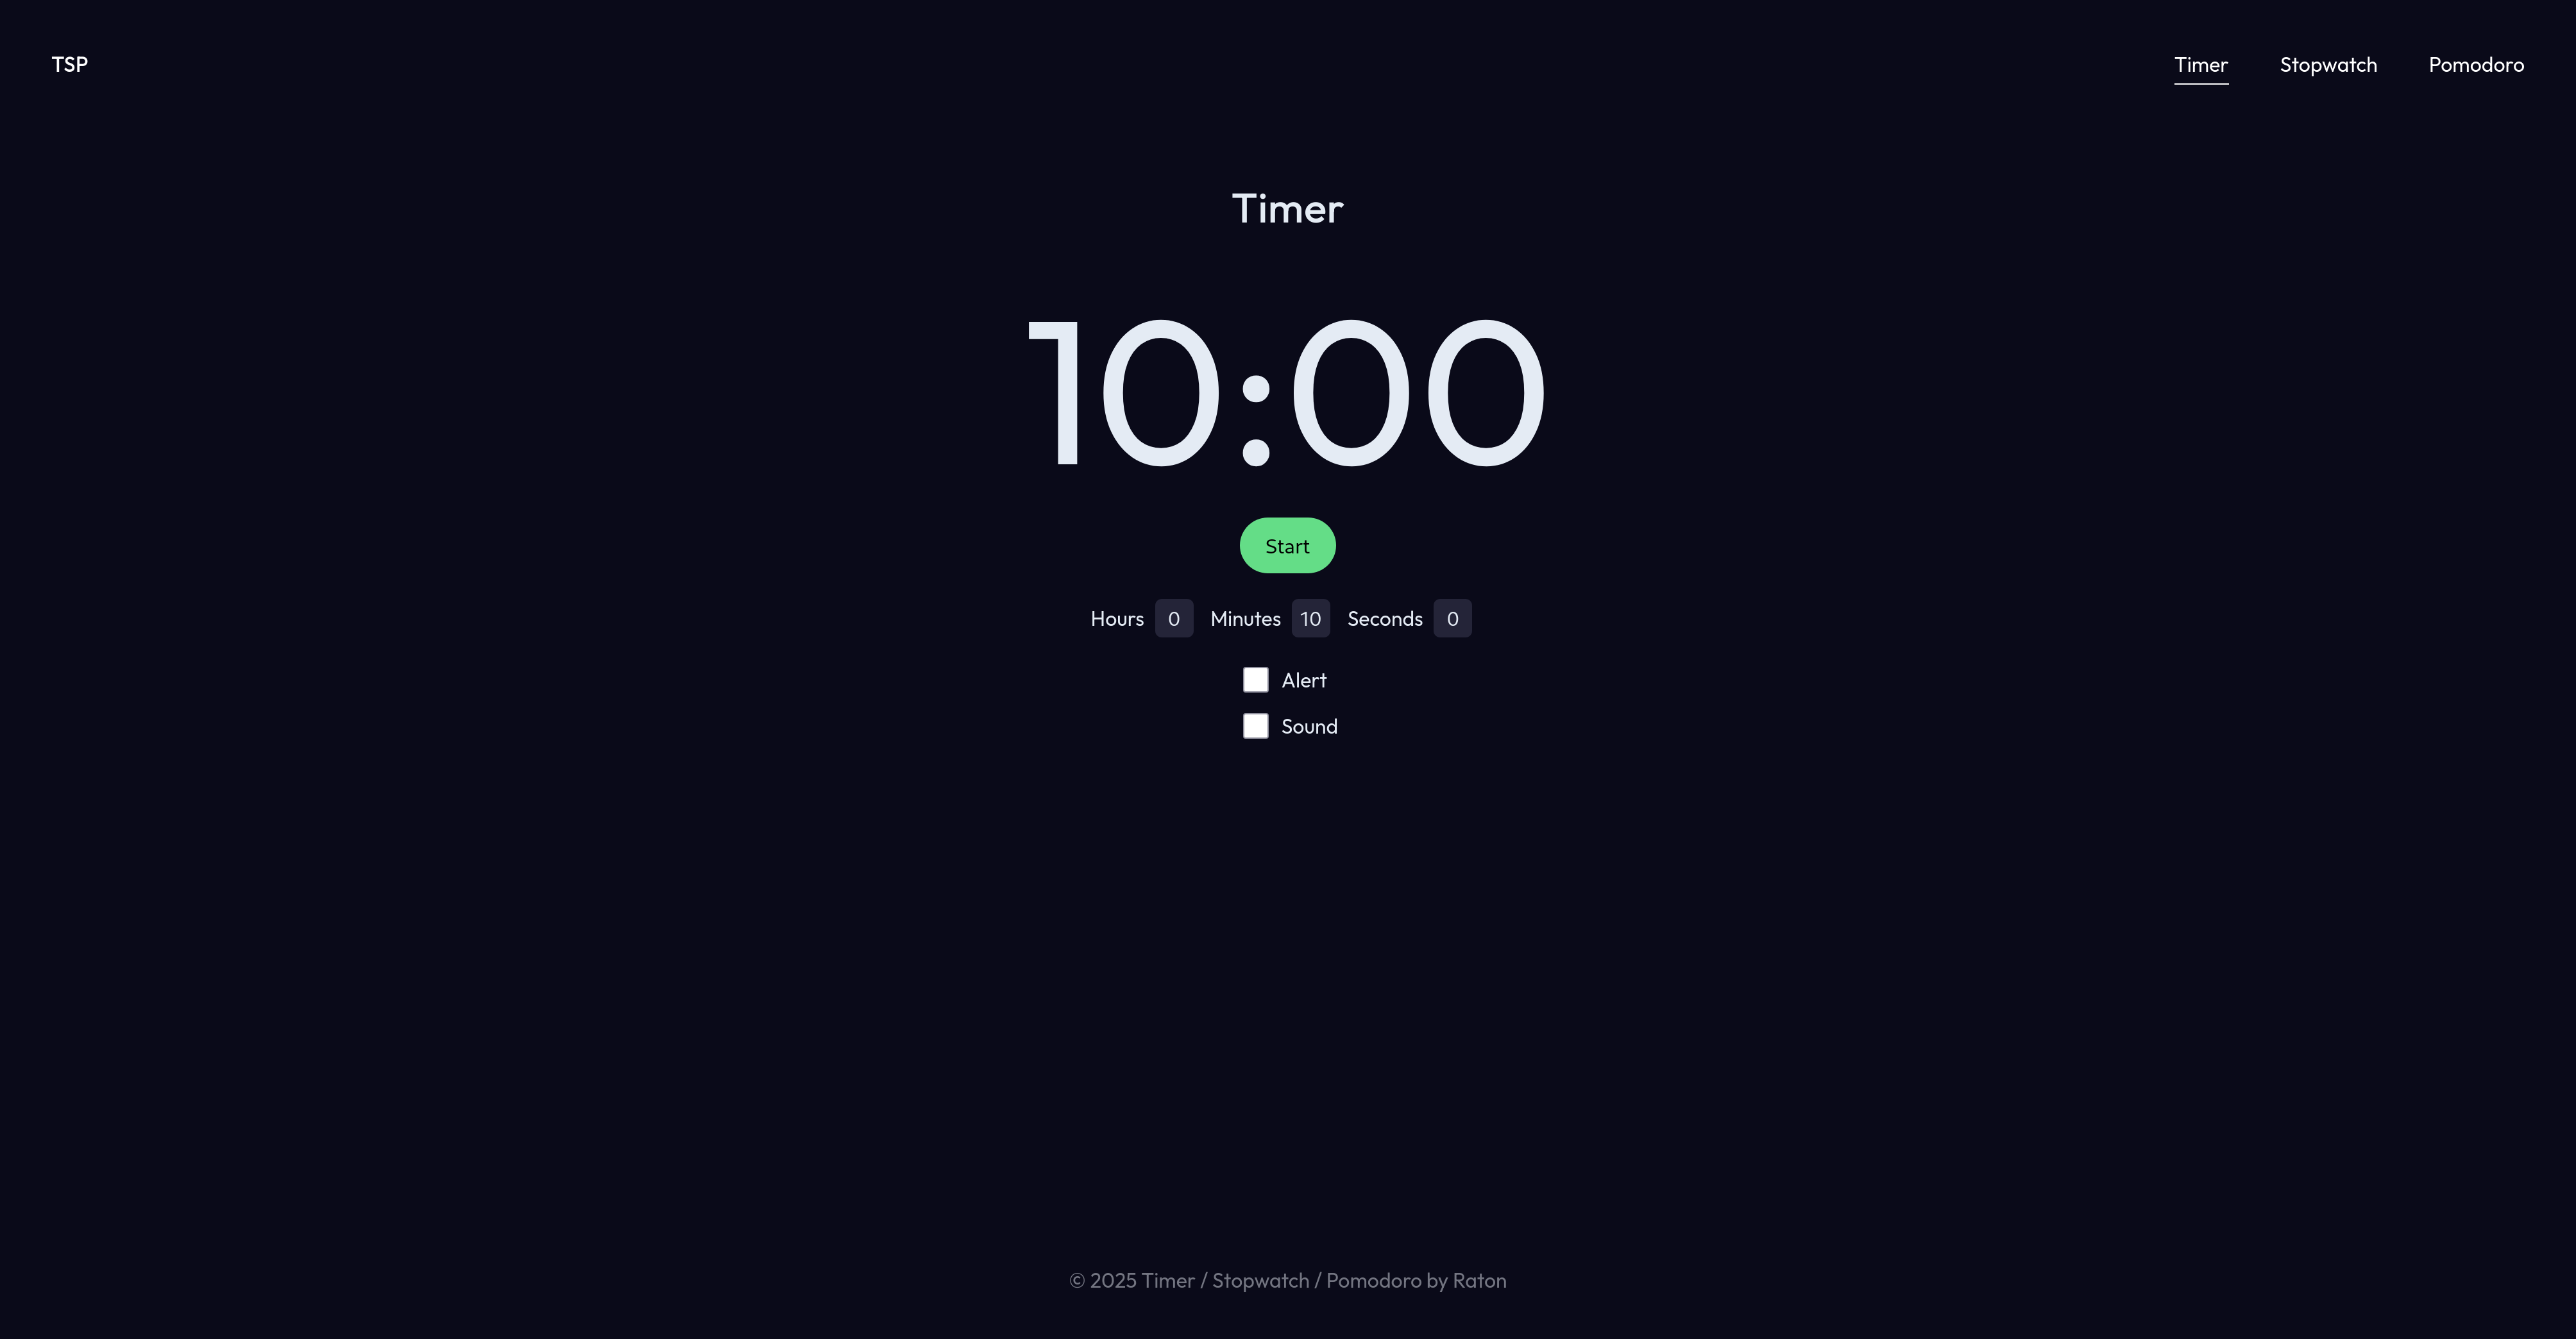 TSP
Timer Stopwatch Pomodoro
Timer
10:00
Start
Hours 0 Minutes 10 Seconds 0
Alert
Sound
© 2025 Timer / Stopwatch / Pomodoro by Raton